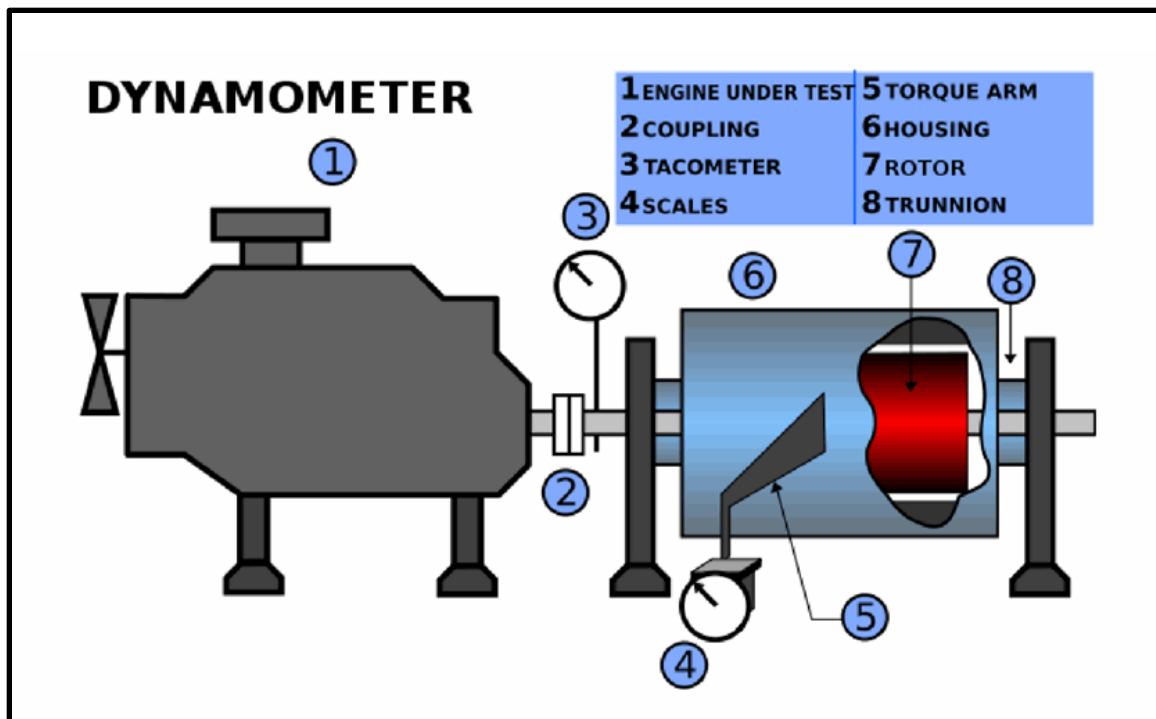 DYNAMOMETER
1 ENGINE UNDER TEST
2 COUPLING
3 TACOMETER
4 SCALES
5 TORQUE ARM
6 HOUSING
7 ROTOR
8 TRUNNION
1
3
6
7
8
2
5
4